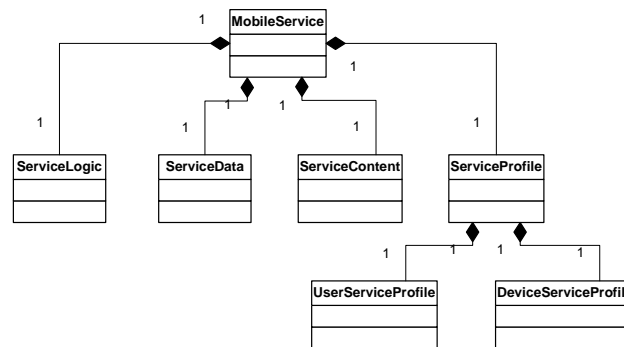 MobileService
1
1
1
1
1
1
1
1
ServiceLogic
ServiceData
ServiceContent
ServiceProfile
1
1
1
1
UserServiceProfile
DeviceServiceProfil